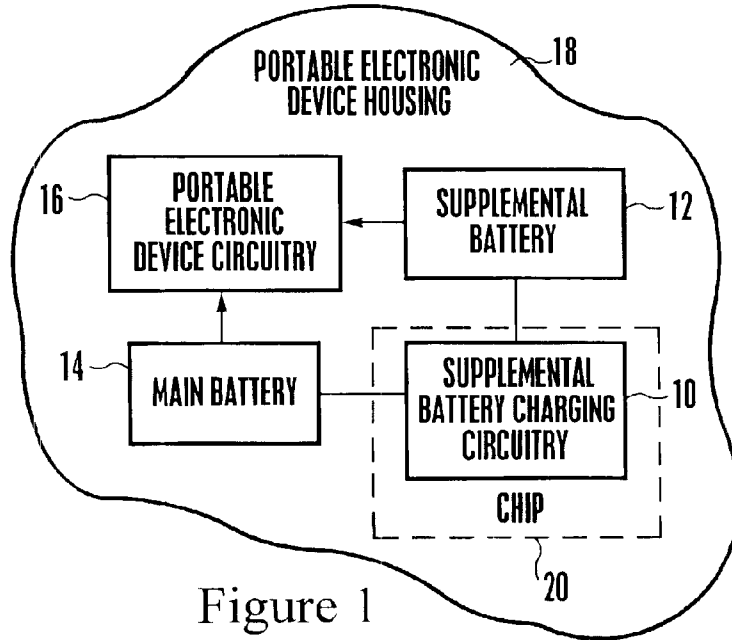 PORTABLE ELECTRONIC
DEVICE HOUSING
18
16
PORTABLE
ELECTRONIC
DEVICE CIRCUITRY
SUPPLEMENTAL
BATTERY
12
14
MAIN BATTERY
SUPPLEMENTAL
BATTERY CHARGING
CIRCUITRY
10
CHIP
20
Figure 1